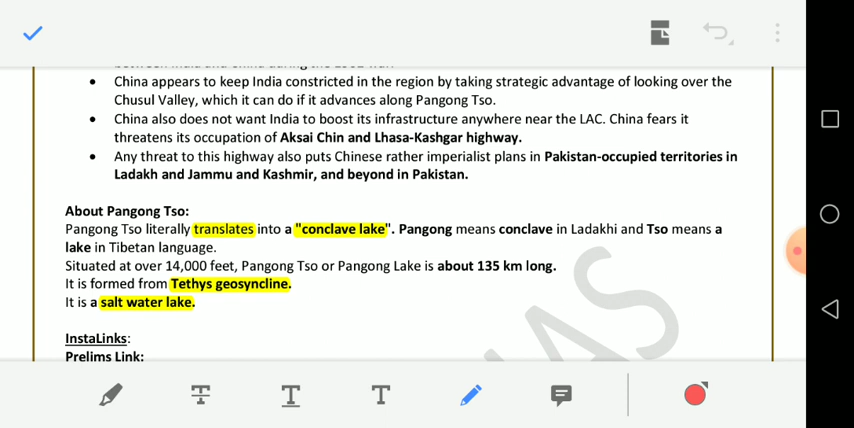 • China appears to keep India constricted in the region by taking strategic advantage of looking over the
Chusul Valley, which it can do if it advances along Pangong Tso.
• China also does not want India to boost its infrastructure anywhere near the LAC. China fears it
threatens its occupation of Aksai Chin and Lhasa-Kashgar highway.
• Any threat to this highway also puts Chinese rather imperialist plans in Pakistan-occupied territories in
Ladakh and Jammu and Kashmir, and beyond in Pakistan.
About Pangong Tso:
Pangong Tso literally translates into a "conclave lake". Pangong means conclave in Ladakhi and Tso means a
lake in Tibetan language.
Situated at over 14,000 feet, Pangong Tso or Pangong Lake is about 135 km long.
It is formed from Tethys geosyncline.
It is a salt water lake.
InstaLinks:
Prelims Link:
T
T
T